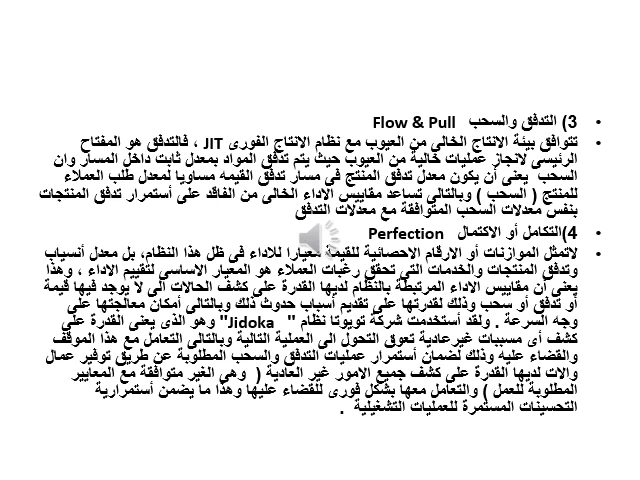 3) التدفق والسحب Flow & Pull
تتوافق بيئة الانتاج الخالى من العيوب مع نظام الانتاج الفورى JIT ، فالتدفق هو المفتاح
الرئيسى لانجاز عمليات خالية من العيوب حيث يتم تدفق المواد بمعدل ثابت داخل المسار وان
السحب يعنى أن يكون معدل تدفق المنتج فى مسار تدفق القيمه مساويا لمعدل طلب العملاء
للمنتج ( السحب ) وبالتالى تساعد مقاييس الاداء الخالى من الفاقد على أستمرار تدفق المنتجات
بنفس معدلات السحب المتوافقة مع معدلات التدفق
4)التكامل أو الاكتمال Perfection
لاتمثل الموازنات أو الارقام الاحصائية للقيمة معيارا للاداء فى ظل هذا النظام، بل معدل أنسياب
وتدفق المنتجات والخدمات التي تحقق رغبات العملاء هو المعيار الاساسى لتقييم الاداء ، وهذا
يعنى أن مقاييس الاداء المرتبطة بالنظام لديها القدرة على كشف الحالات الى لا يوجد فيها قيمة
أو تدفق أو سحب وذلك لقدرتها على تقديم أسباب حدوث ذلك وبالتالى أمكان معالجتها على
وجه السرعة . ولقد أستخدمت شركة تويوتا نظام " Jidoka" وهو الذى يعنى القدرة على
كشف أى مسببات غيرعادية تعوق التحول الى العملية التالية وبالتالى التعامل مع هذا الموقف
والقضاء عليه وذلك لضمان أستمرار عمليات التدفق والسحب المطلوبة عن طريق توفير عمال
والات لديها القدرة على كشف جميع الامور غير العادية ( وهى الغير متوافقة مع المعايير
المطلوبة للعمل ) والتعامل معها بشكل فورى للقضاء عليها وهذا ما يضمن أستمرارية
التحسينات المستمرة للعمليات التشغيلية .